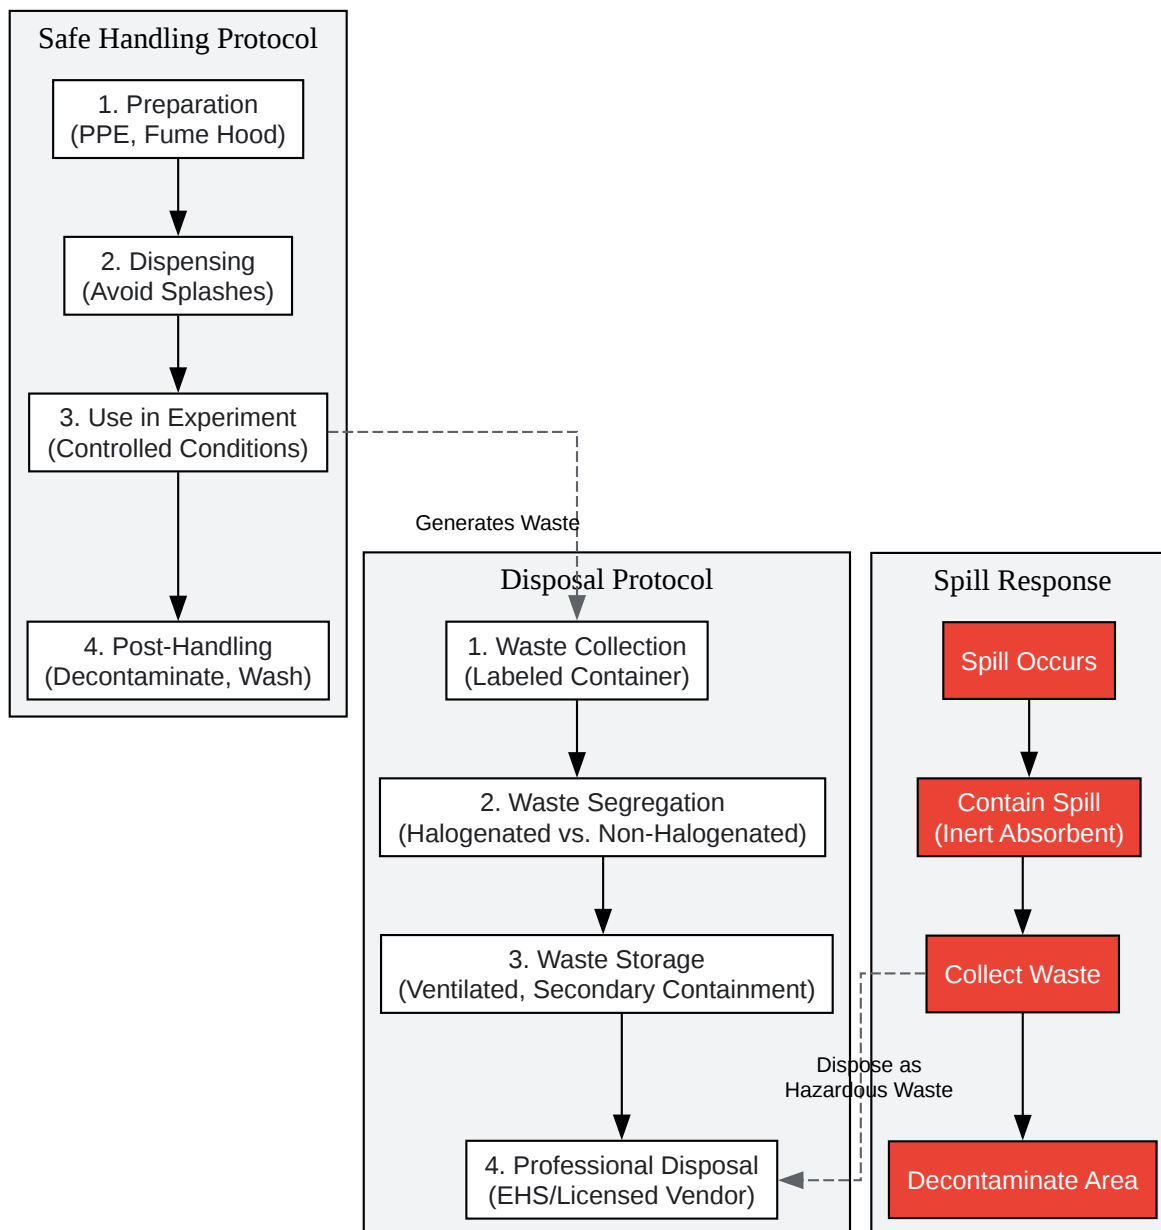 Safe Handling Protocol
1. Preparation
(PPE, Fume Hood)
2. Dispensing
(Avoid Splashes)
3. Use in Experiment
(Controlled Conditions)
4. Post-Handling
(Decontaminate, Wash)
Generates Waste
Disposal Protocol
1. Waste Collection
(Labeled Container)
2. Waste Segregation
(Halogenated vs. Non-Halogenated)
3. Waste Storage
(Ventilated, Secondary Containment)
4. Professional Disposal
(EHS/Licensed Vendor)
Spill Response
Spill Occurs
Contain Spill
(Inert Absorbent)
Collect Waste
Dispose as
Hazardous Waste
Decontaminate Area